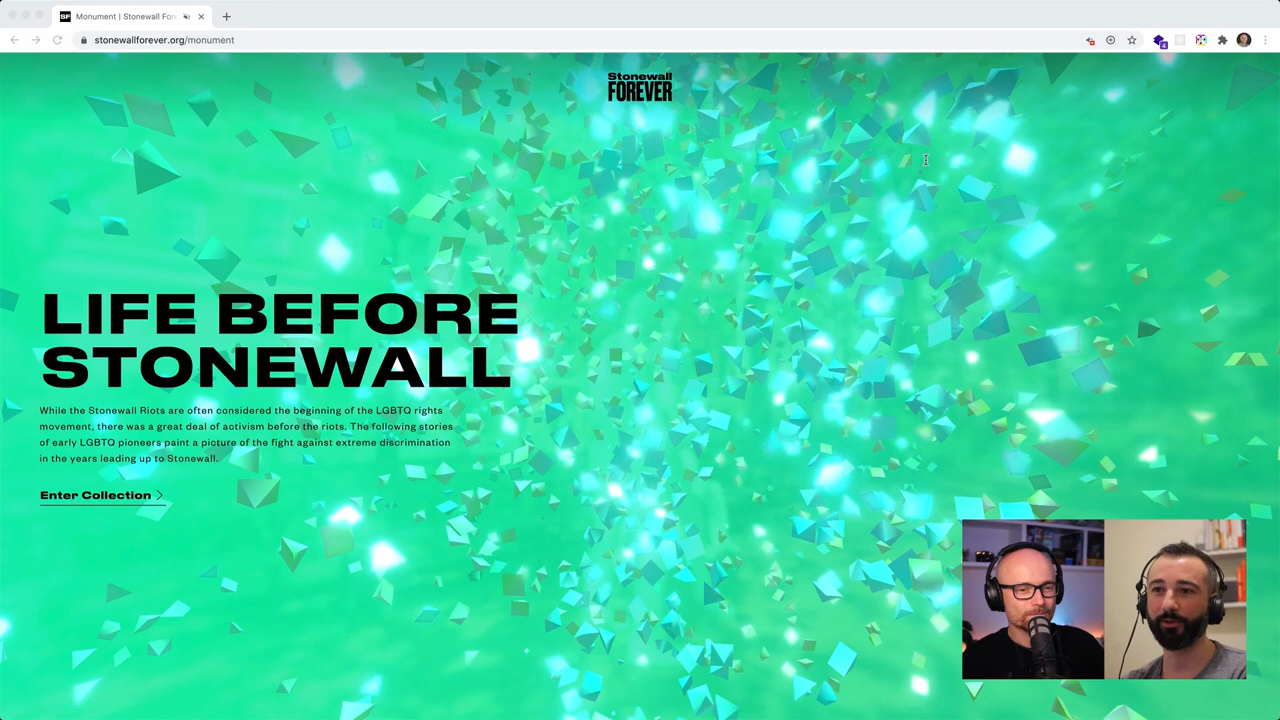 SF Monument | Stonewall Fore
stonewallforever.org/monument
4
Stonewall
FOREVER
LIFE BEFORE
STONEWALL
While the Stonewall Riots are often considered the beginning of the LGBTQ rights
movement, there was a great deal of activism before the riots. The following stories
of early LGBTQ pioneers paint a picture of the fight against extreme discrimination
in the years leading up to Stonewall.
Enter Collection